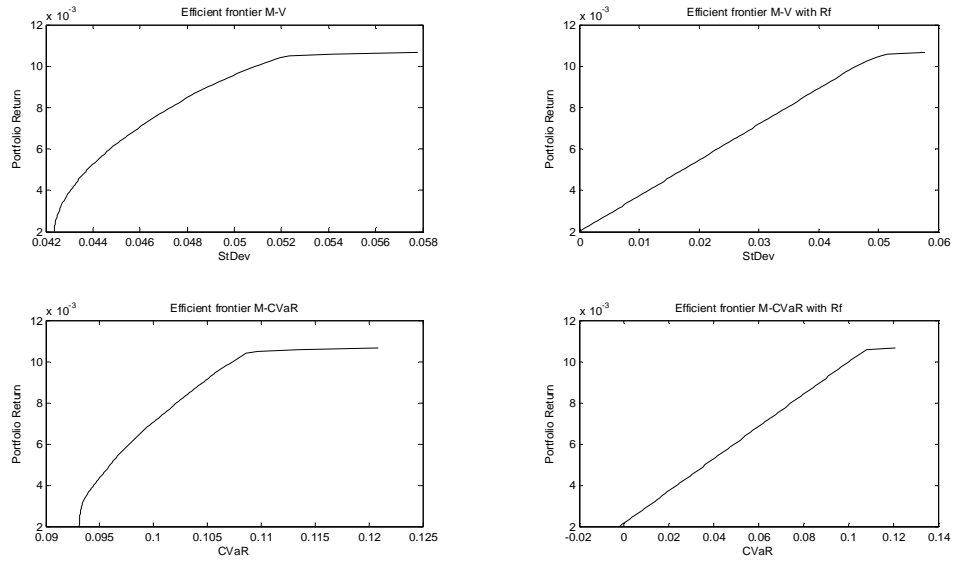 Efficient frontier M-V
x 10-3
12
10
8
6
4
2
Portfolio Return
0.042 0.044 0.046 0.048 0.05 0.052 0.054 0.056 0.058
StDev
Efficient frontier M-V with Rf
x 10-3
12
10
8
6
4
2
Portfolio Return
0 0.01 0.02 0.03 0.04 0.05 0.06
StDev
Efficient frontier M-CVaR
x 10-3
12
10
8
6
4
2
Portfolio Return
0.09 0.095 0.1 0.105 0.11 0.115 0.12 0.125
CVaR
Efficient frontier M-CVaR with Rf
x 10-3
12
10
8
6
4
2
Portfolio Return
-0.02 0 0.02 0.04 0.06 0.08 0.1 0.12 0.14
CVaR